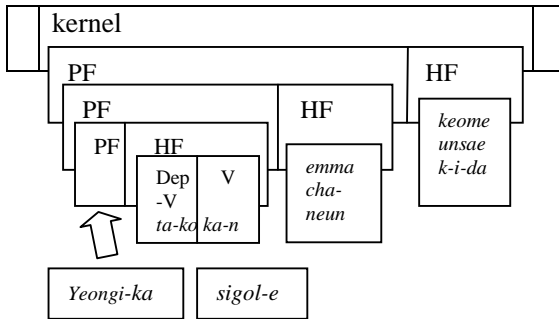 kernel
PF HF
PF HF
PF HF
Dep V
-V
ta-ko ka-n
emma
cha-
neun
keome
unsae
k-i-da
Yeongi-ka sigol-e